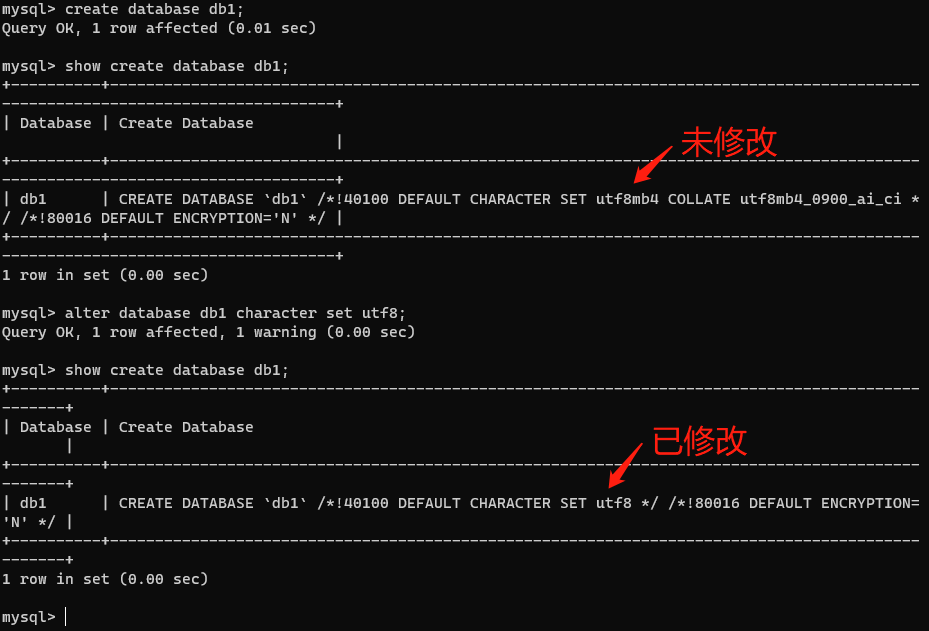 mysql> create database db1;
Query OK, 1 row affected (0.01 sec)
mysql> show create database db1;
+----------+------------------------------------------------------------------------------------------
-------------------------------------+
| Database | Create Database
|
+----------+------------------------------------------------------------------------------------------
-------------------------------------+
未修改
| db1      | CREATE DATABASE `db1` /*!40100 DEFAULT CHARACTER SET utf8mb4 COLLATE utf8mb4_0900_ai_ci *
/ /*!80016 DEFAULT ENCRYPTION='N' */ |
+----------+------------------------------------------------------------------------------------------
-------------------------------------+
1 row in set (0.00 sec)
mysql> alter database db1 character set utf8;
Query OK, 1 row affected, 1 warning (0.00 sec)
mysql> show create database db1;
+----------+------------------------------------------------------------------------------------------
-------+
| Database | Create Database
|
+----------+------------------------------------------------------------------------------------------
-------+
已修改
| db1      | CREATE DATABASE `db1` /*!40100 DEFAULT CHARACTER SET utf8 */ /*!80016 DEFAULT ENCRYPTION=
'N' */ |
+----------+------------------------------------------------------------------------------------------
-------+
1 row in set (0.00 sec)
mysql>